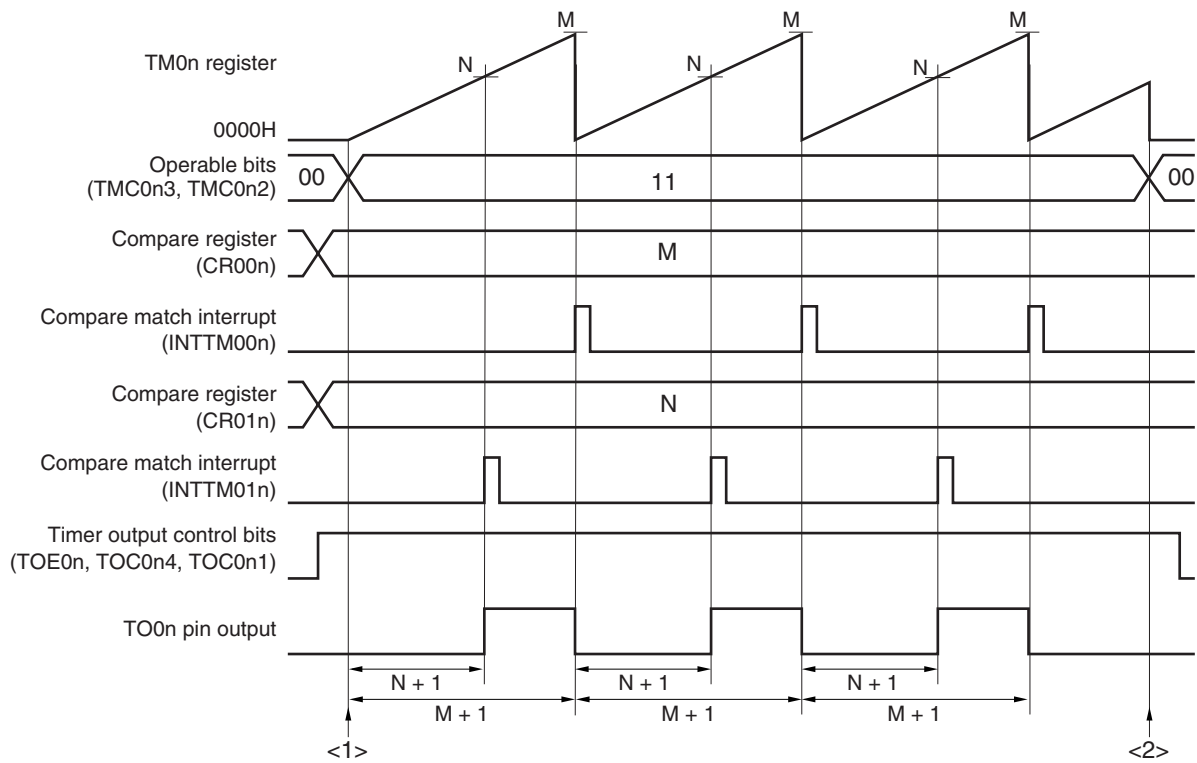 M M M
TM0n register
N N N
0000H
Operable bits
(TMC0n3, TMC0n2)
00 11 00
Compare register
(CR00n)
M
Compare match interrupt
(INTTM00n)
Compare register
(CR01n)
N
Compare match interrupt
(INTTM01n)
Timer output control bits
(TOE0n, TOC0n4, TOC0n1)
TO0n pin output
N + 1 N + 1 N + 1
M + 1 M + 1 M + 1
<1> <2>